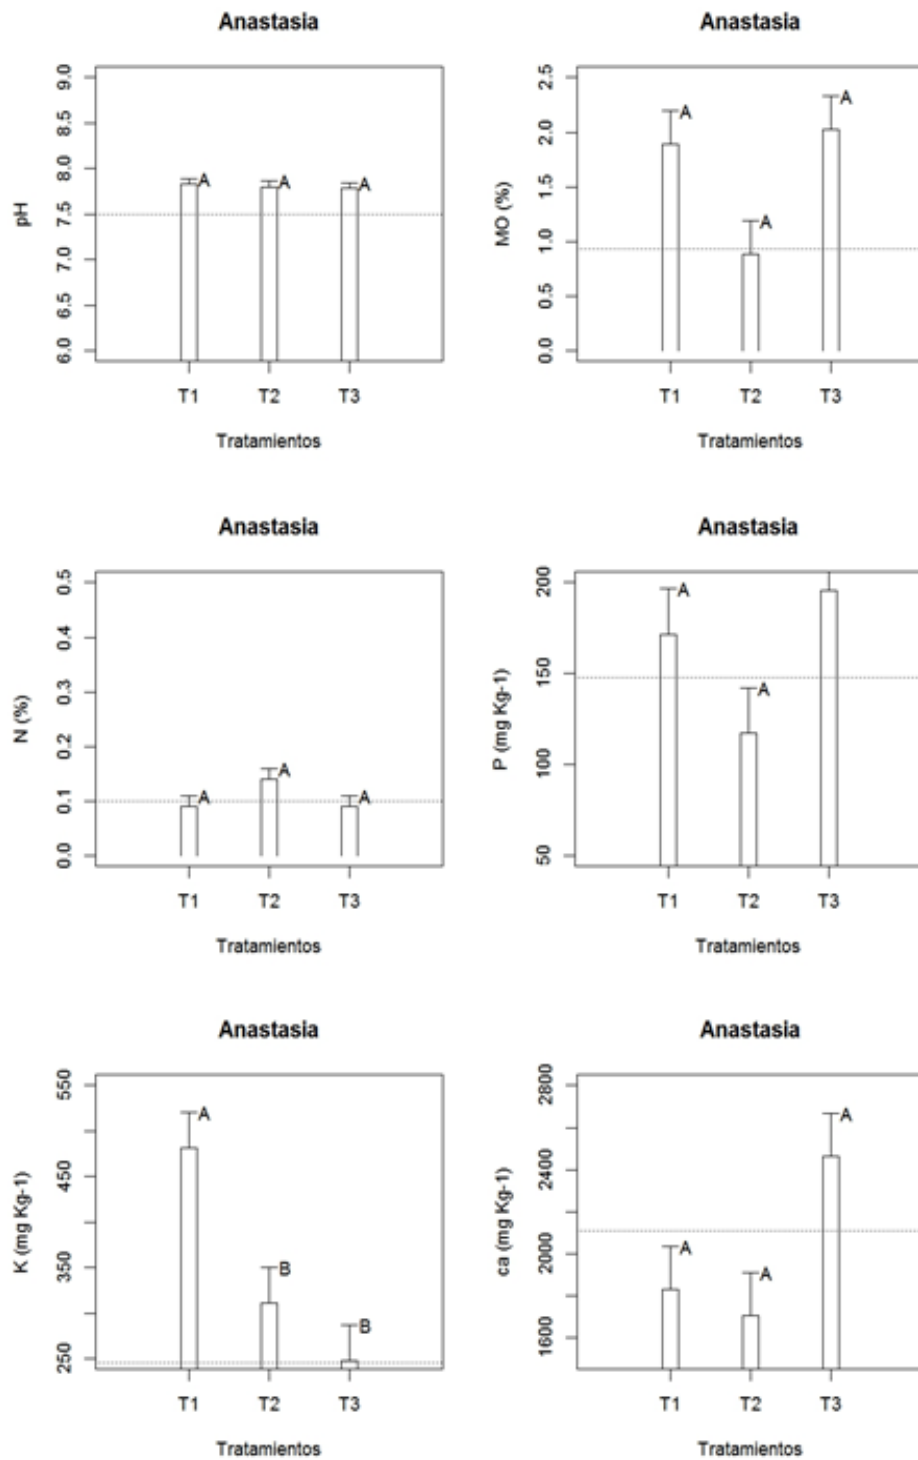 Anastasia
pH
9.0
8.5
8.0
7.5
7.0
6.5
6.0
A A A
T1 T2 T3
Tratamientos
Anastasia
MO (%)
2.5
2.0
1.5
1.0
0.5
0.0
A A A
T1 T2 T3
Tratamientos
Anastasia
N (%)
0.5
0.4
0.3
0.2
0.1
0.0
A A A
T1 T2 T3
Tratamientos
Anastasia
P (mg Kg-1)
200
150
100
50
A A
T1 T2 T3
Tratamientos
Anastasia
K (mg Kg-1)
550
450
350
250
A B B
T1 T2 T3
Tratamientos
Anastasia
ca (mg Kg-1)
2800
2400
2000
1600
A A A
T1 T2 T3
Tratamientos